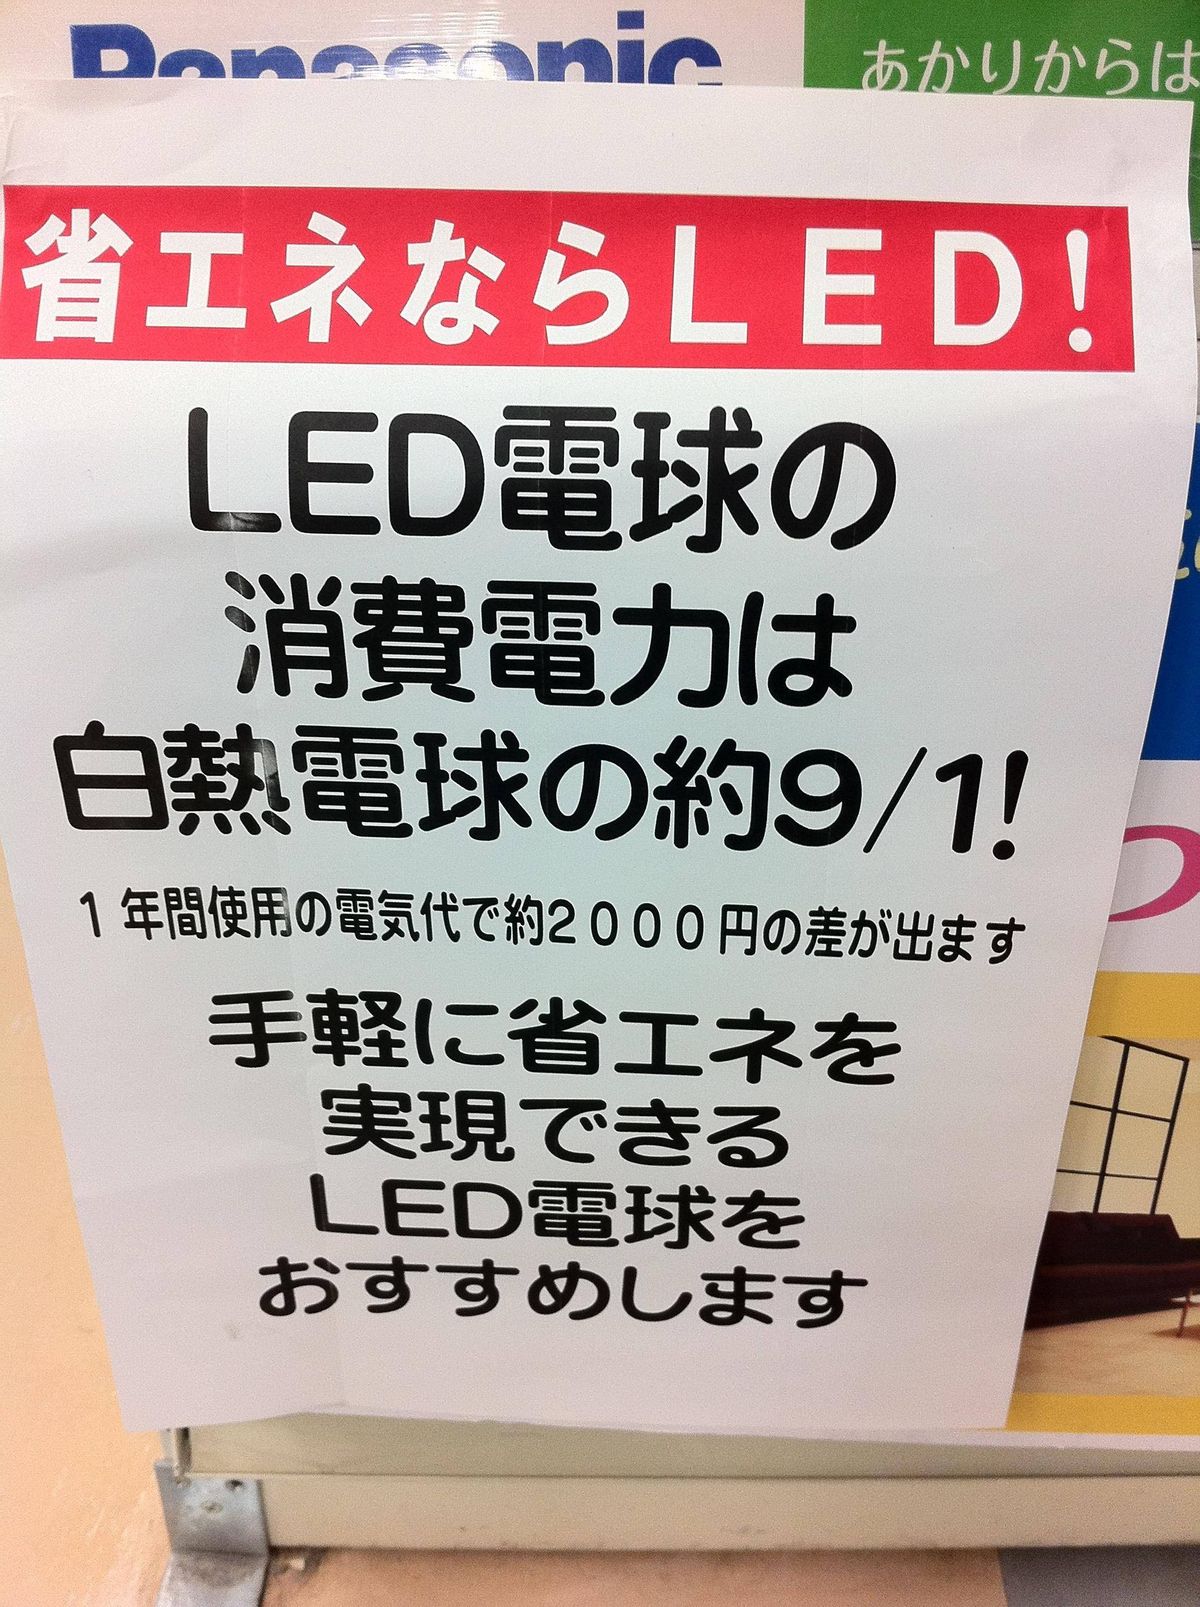 Panasonic
あかりからは
省エネならＬＥＤ！
LED電球の
消費電力は
白熱電球の約9/1!
１年間使用の電気代で約２０００円の差が出ます
手軽に省エネを
実現できる
LED電球を
おすすめします